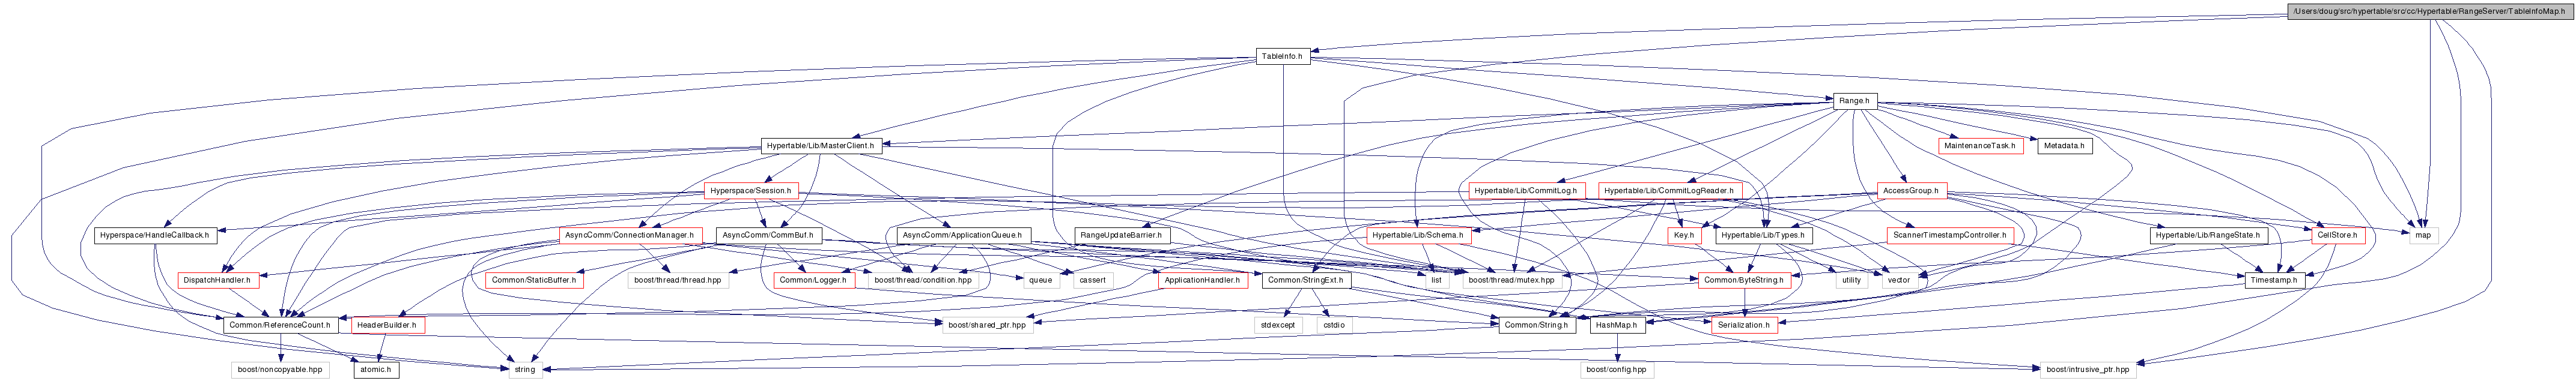 /Users/doug/src/hypertable/src/cc/Hypertable/RangeServer/TableInfoMap.h
TableInfo.h
Range.h
Hypertable/Lib/MasterClient.h
MaintenanceTask.h
Metadata.h
Hyperspace/Session.h
Hypertable/Lib/CommitLog.h
Hypertable/Lib/CommitLogReader.h
AccessGroup.h
Hyperspace/HandleCallback.h
AsyncComm/ConnectionManager.h
AsyncComm/CommBuf.h
AsyncComm/ApplicationQueue.h
RangeUpdateBarrier.h
Hypertable/Lib/Schema.h
Key.h
Hypertable/Lib/Types.h
ScannerTimestampController.h
Hypertable/Lib/RangeState.h
CellStore.h
map
DispatchHandler.h
Common/StaticBuffer.h
boost/thread/thread.hpp
Common/Logger.h
boost/thread/condition.hpp
queue
cassert
ApplicationHandler.h
Common/StringExt.h
list
boost/thread/mutex.hpp
Common/ByteString.h
utility
vector
Timestamp.h
Common/ReferenceCount.h
HeaderBuilder.h
boost/shared_ptr.hpp
stdexcept
cstdio
Common/String.h
HashMap.h
Serialization.h
boost/noncopyable.hpp
atomic.h
string
boost/config.hpp
boost/intrusive_ptr.hpp